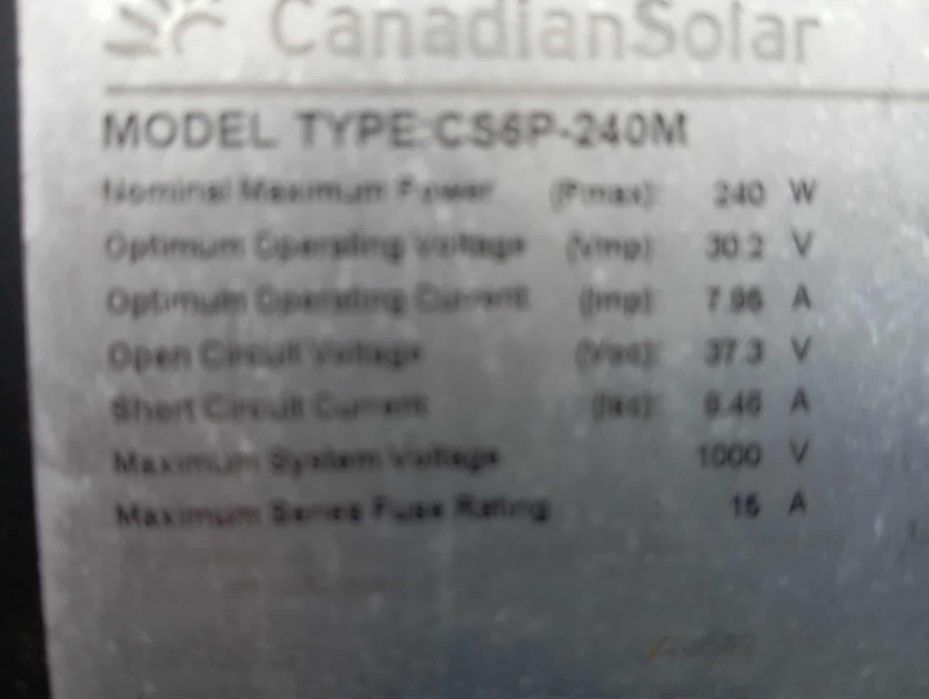 CanadianSolar
MODEL TYPE:CS6P-240M
Nominal Maximum Power (Pmax): 240 W
Optimum Operating Voltage (Vmp): 30.2 V
Optimum Operating Current (Imp): 7.96 A
Open Circuit Voltage (Voc): 37.3 V
Short Circuit Current (Isc): A
Maximum System Voltage 1000 V
Maximum Series Fuse Rating : 15 A